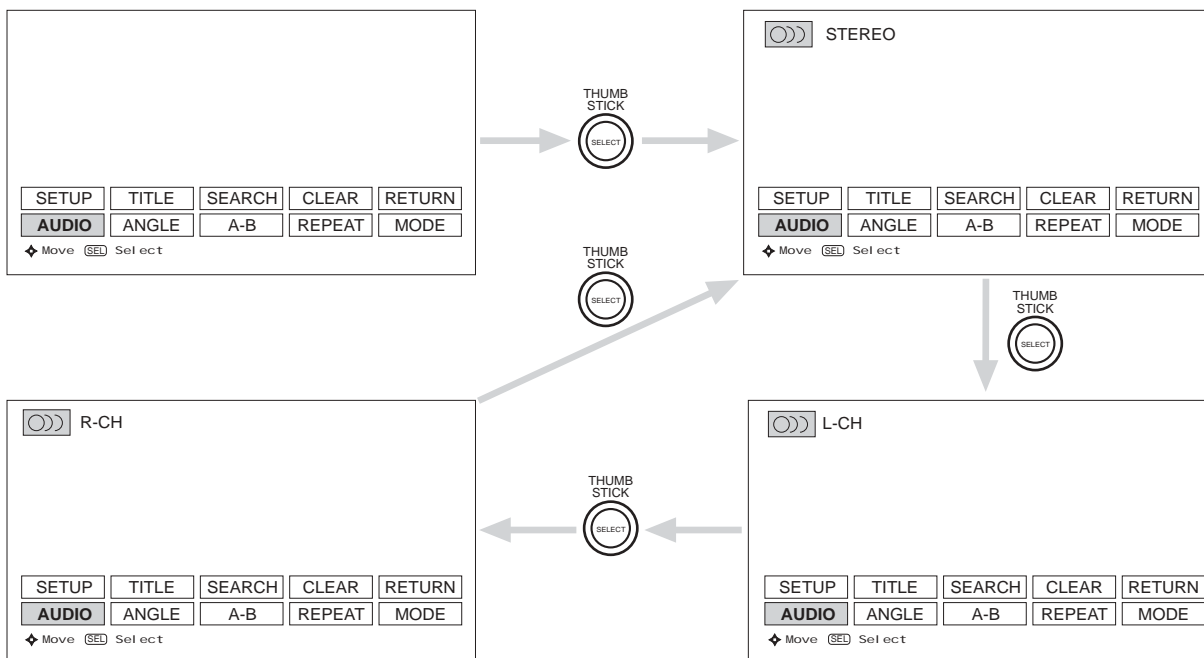 SETUP TITLE SEARCH CLEAR RETURN
AUDIO ANGLE A-B REPEAT MODE
Move SEL Select
THUMB
STICK
SELECT
STEREO
SETUP TITLE SEARCH CLEAR RETURN
AUDIO ANGLE A-B REPEAT MODE
Move SEL Select
THUMB
STICK
SELECT
THUMB
STICK
SELECT
R-CH
SETUP TITLE SEARCH CLEAR RETURN
AUDIO ANGLE A-B REPEAT MODE
Move SEL Select
THUMB
STICK
SELECT
L-CH
SETUP TITLE SEARCH CLEAR RETURN
AUDIO ANGLE A-B REPEAT MODE
Move SEL Select